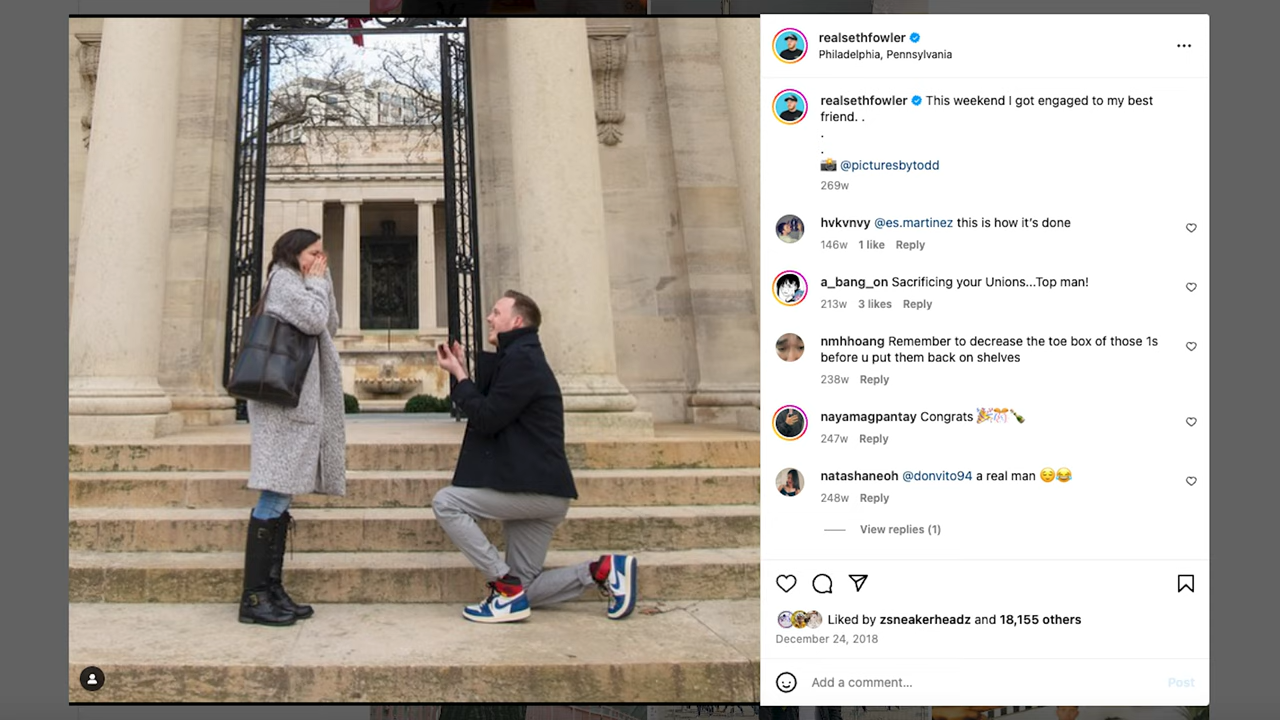 realsethfowler
Philadelphia, Pennsylvania
realsethfowler This weekend I got engaged to my best
friend. .
.
.
📸 @picturesbytodd
269w
hvkvnvy @es.martinez this is how it's done
146w 1 like Reply
a_bang_on Sacrificing your Unions...Top man!
213w 3 likes Reply
nmhhoang Remember to decrease the toe box of those 1s
before u put them back on shelves
238w Reply
nayamagpantay Congrats 🎉🎊🍾
247w Reply
natashaneoh @donvito94 a real man 😌😂
248w Reply
View replies (1)
Liked by zsneakerheadz and 18,155 others
December 24, 2018
Add a comment...
Post